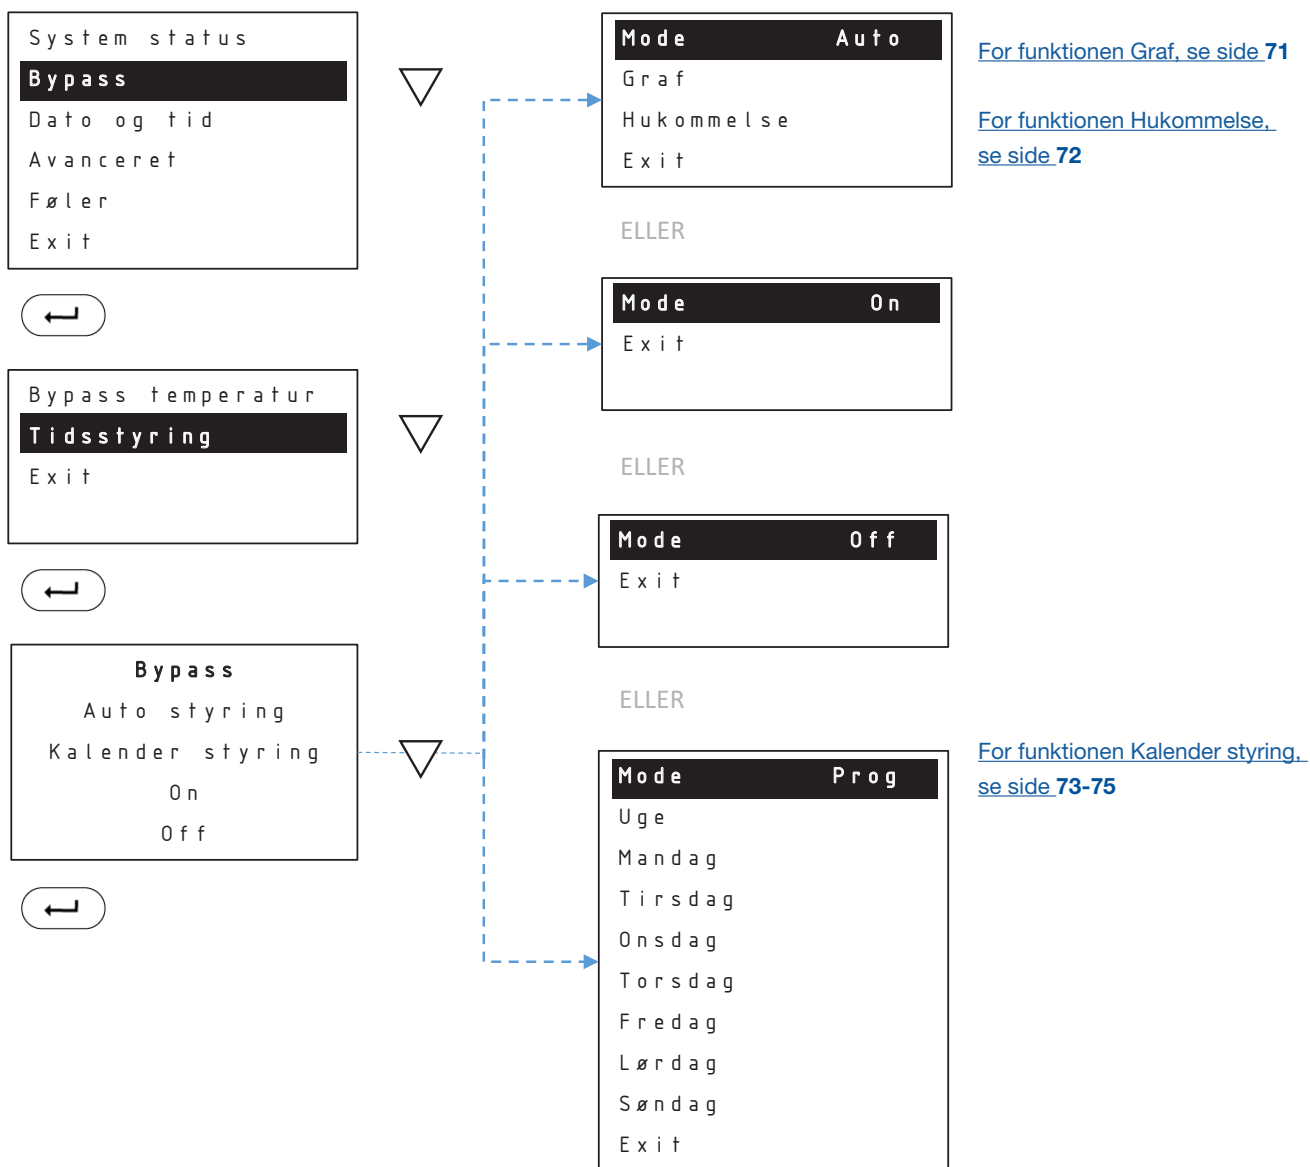 System status
Bypass
Dato og tid
Avanceret
Føler
Exit
Bypass temperatur
Tidsstyring
Exit
Bypass
Auto styring
Kalender styring
On
Off
Mode Auto
Graf
Hukommelse
Exit
ELLER
Mode On
Exit
ELLER
Mode Off
Exit
ELLER
Mode Prog
Uge
Mandag
Tirsdag
Onsdag
Torsdag
Fredag
Lørdag
Søndag
Exit
For funktionen Graf, se side 71
For funktionen Hukommelse,
se side 72
For funktionen Kalender styring,
se side 73-75